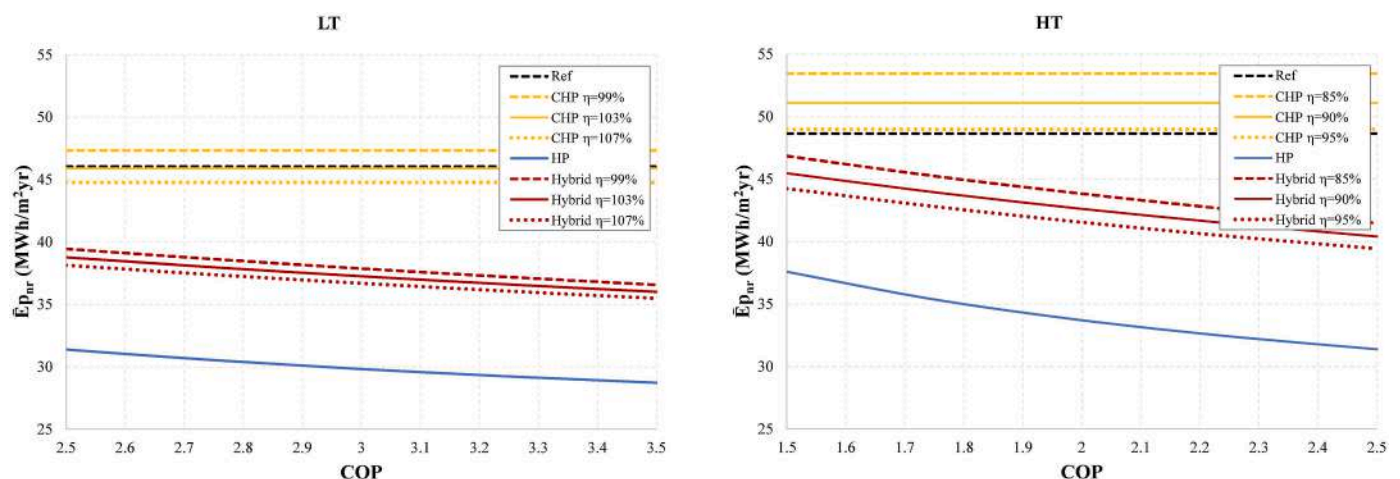 LT
55
50
45
40
35
30
25
Ēp_nr (MWh/m²yr)
Ref
CHP η=99%
CHP η=103%
CHP η=107%
HP
Hybrid η=99%
Hybrid η=103%
Hybrid η=107%
2.5 2.6 2.7 2.8 2.9 3 3.1 3.2 3.3 3.4 3.5
COP
HT
55
50
45
40
35
30
25
Ēp_nr (MWh/m²yr)
Ref
CHP η=85%
CHP η=90%
CHP η=95%
HP
Hybrid η=85%
Hybrid η=90%
Hybrid η=95%
1.5 1.6 1.7 1.8 1.9 2 2.1 2.2 2.3 2.4 2.5
COP